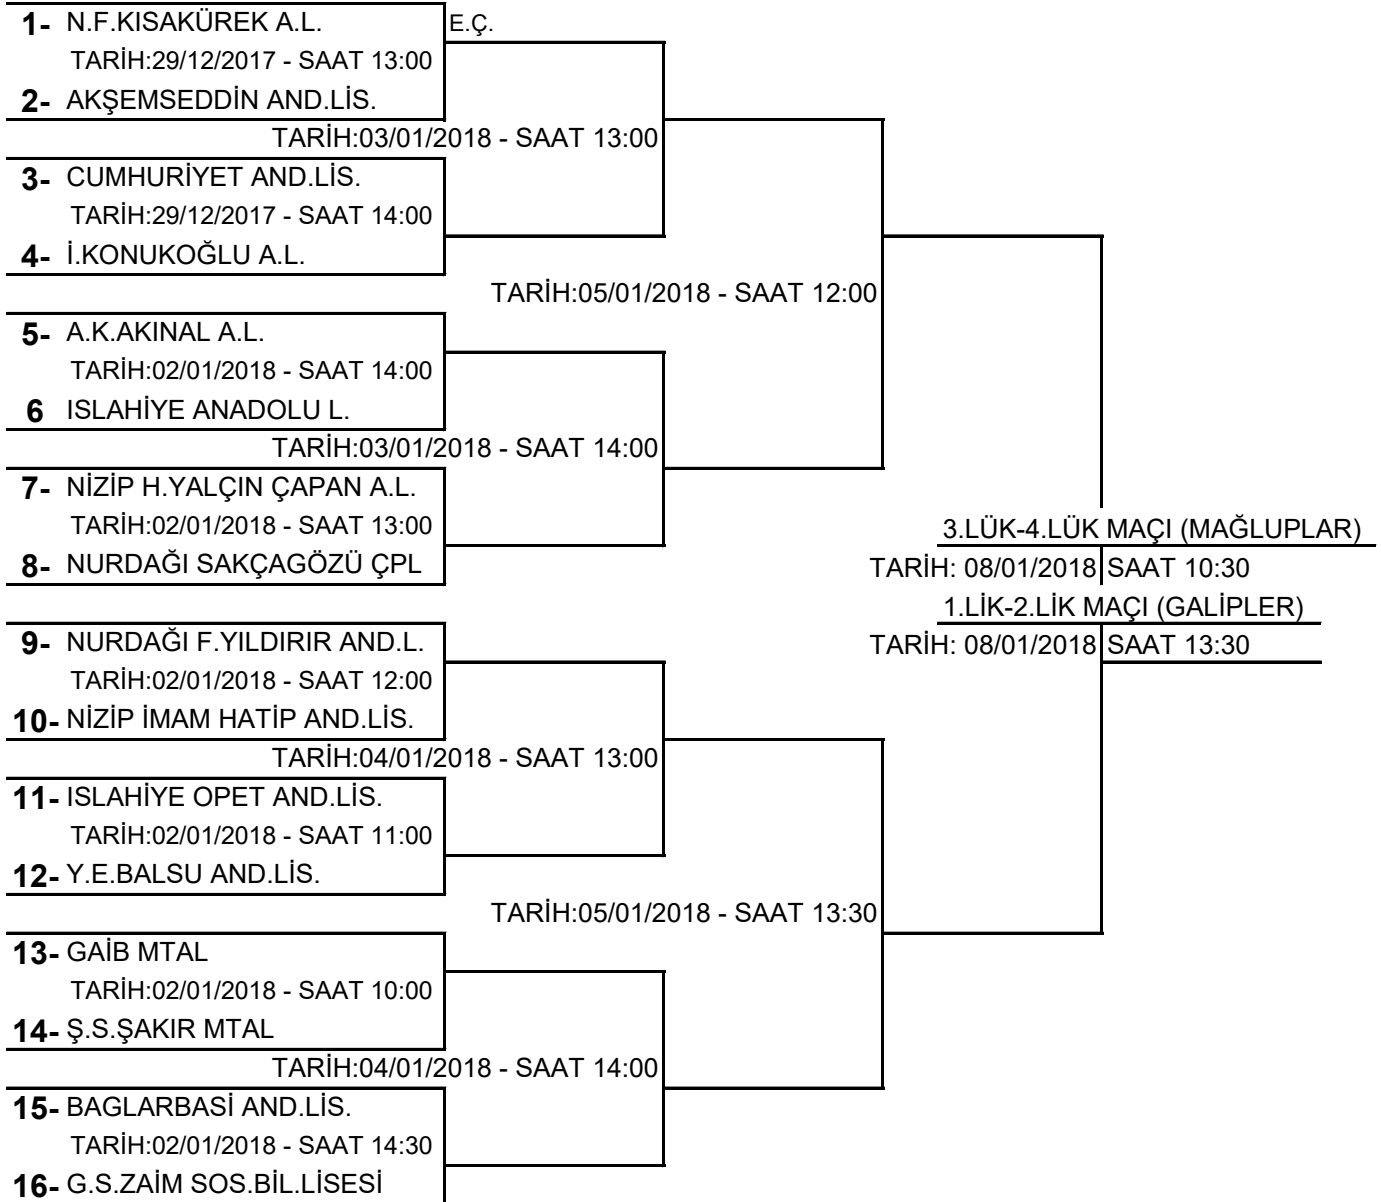 1- N.F.KISAKÜREK A.L. E.Ç.
TARİH:29/12/2017 - SAAT 13:00
2- AKŞEMSEDDİN AND.LİS.
TARİH:03/01/2018 - SAAT 13:00
3- CUMHURİYET AND.LİS.
TARİH:29/12/2017 - SAAT 14:00
4- İ.KONUKOĞLU A.L.
TARİH:05/01/2018 - SAAT 12:00
5- A.K.AKINAL A.L.
TARİH:02/01/2018 - SAAT 14:00
6 ISLAHİYE ANADOLU L.
TARİH:03/01/2018 - SAAT 14:00
7- NİZİP H.YALÇIN ÇAPAN A.L.
TARİH:02/01/2018 - SAAT 13:00
8- NURDAĞI SAKÇAGÖZÜ ÇPL
3.LÜK-4.LÜK MAÇI (MAĞLUPLAR)
TARİH: 08/01/2018 SAAT 10:30
1.LİK-2.LİK MAÇI (GALİPLER)
TARİH: 08/01/2018 SAAT 13:30
9- NURDAĞI F.YILDIRIR AND.L.
TARİH:02/01/2018 - SAAT 12:00
10- NİZİP İMAM HATİP AND.LİS.
TARİH:04/01/2018 - SAAT 13:00
11- ISLAHİYE OPET AND.LİS.
TARİH:02/01/2018 - SAAT 11:00
12- Y.E.BALSU AND.LİS.
TARİH:05/01/2018 - SAAT 13:30
13- GAİB MTAL
TARİH:02/01/2018 - SAAT 10:00
14- Ş.S.ŞAKIR MTAL
TARİH:04/01/2018 - SAAT 14:00
15- BAGLARBASİ AND.LİS.
TARİH:02/01/2018 - SAAT 14:30
16- G.S.ZAİM SOS.BİL.LİSESİ